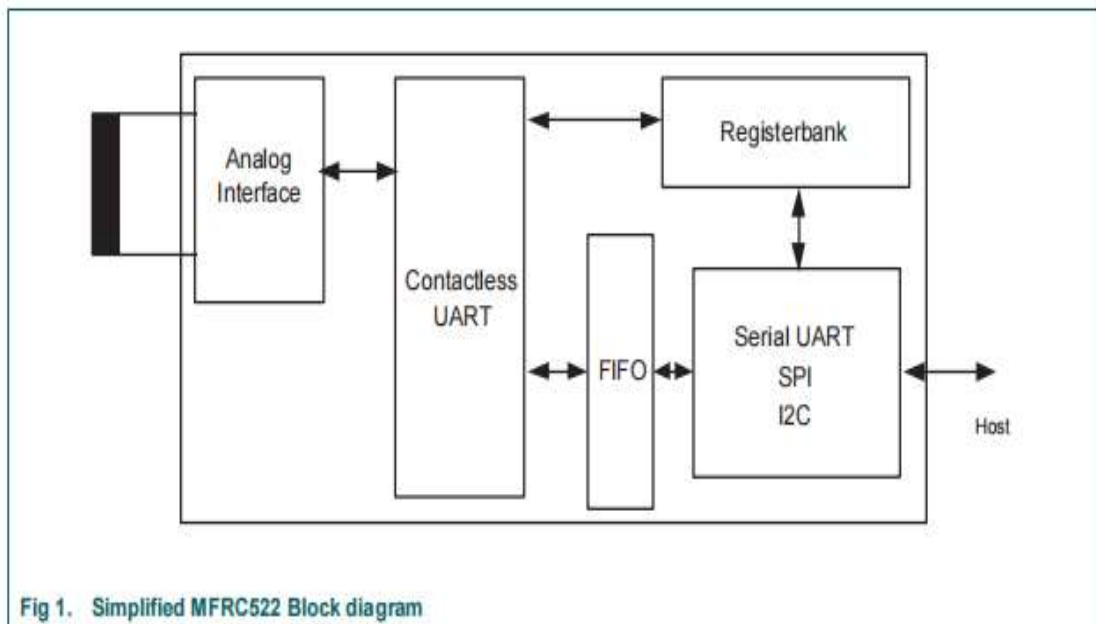 Analog
Interface
Contactless
UART
Registerbank
FIFO
Serial UART
SPI
I2C
Host
Fig 1. Simplified MFRC522 Block diagram